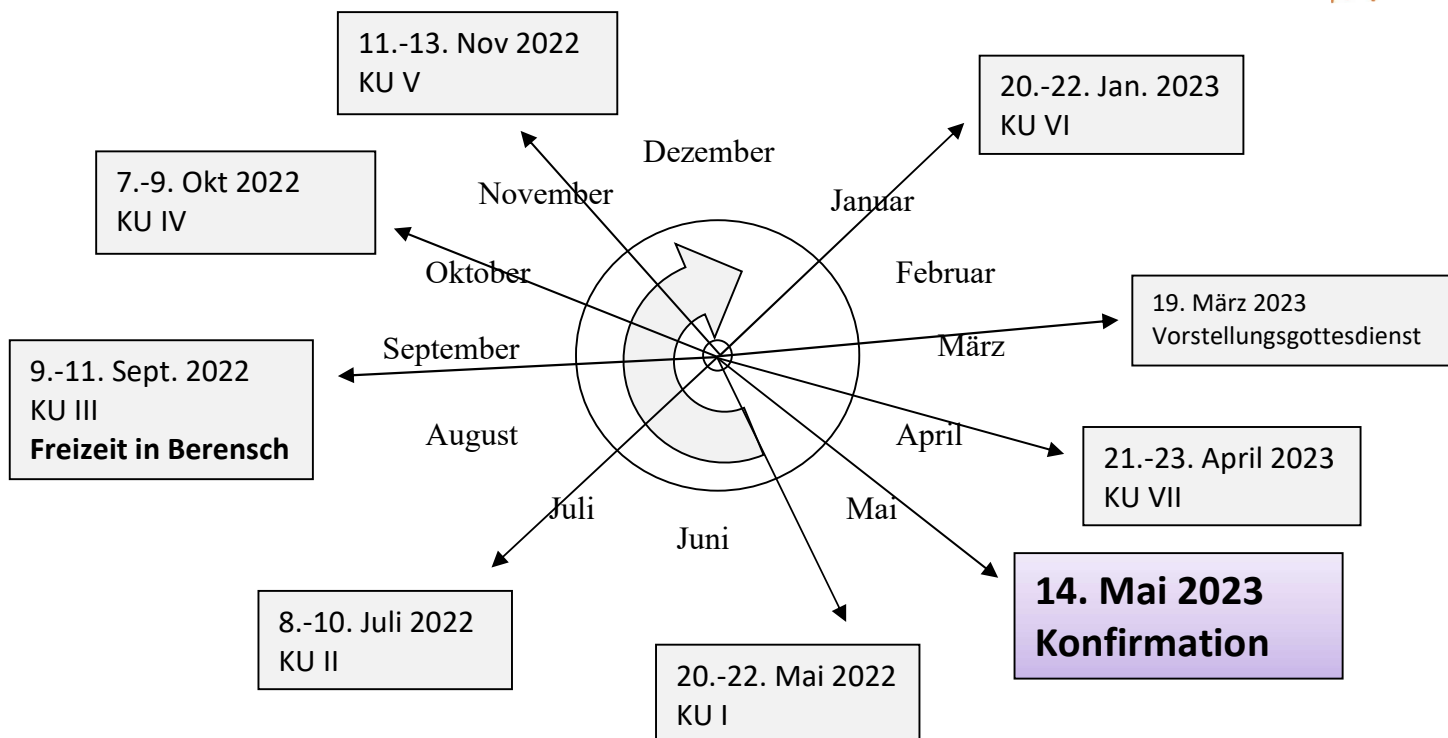 11.-13. Nov 2022
KU V
20.-22. Jan. 2023
KU VI
Dezember
7.-9. Okt 2022
KU IV
November
Januar
Oktober
Februar
19. März 2023
Vorstellungsgottesdienst
September
März
9.-11. Sept. 2022
KU III
Freizeit in Berensch
August
April
21.-23. April 2023
KU VII
Juli
Mai
Juni
14. Mai 2023
Konfirmation
8.-10. Juli 2022
KU II
20.-22. Mai 2022
KU I